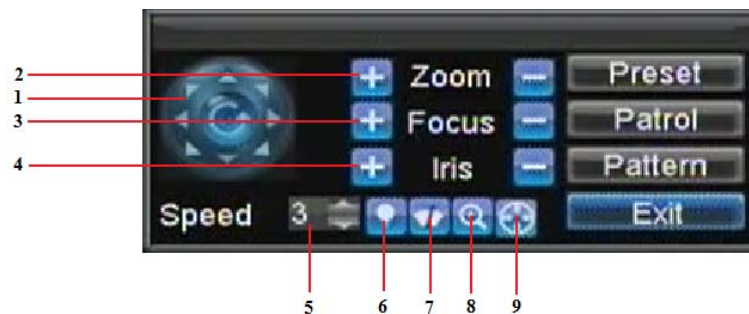 2 Zoom Preset
1
3 Focus Patrol
4 Iris Pattern
Speed 3 Exit
5 6 7 8 9